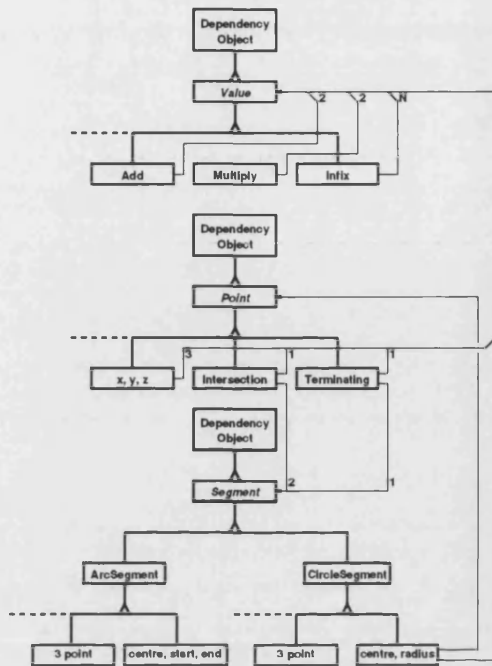 Dependency
Object
Value
2 2 N
Add Multiply Infix
Dependency
Object
Point
3 1 1
x, y, z Intersection Terminating
Dependency
Object
2 1
Segment
ArcSegment CircleSegment
3 point centre, start, end 3 point centre, radius